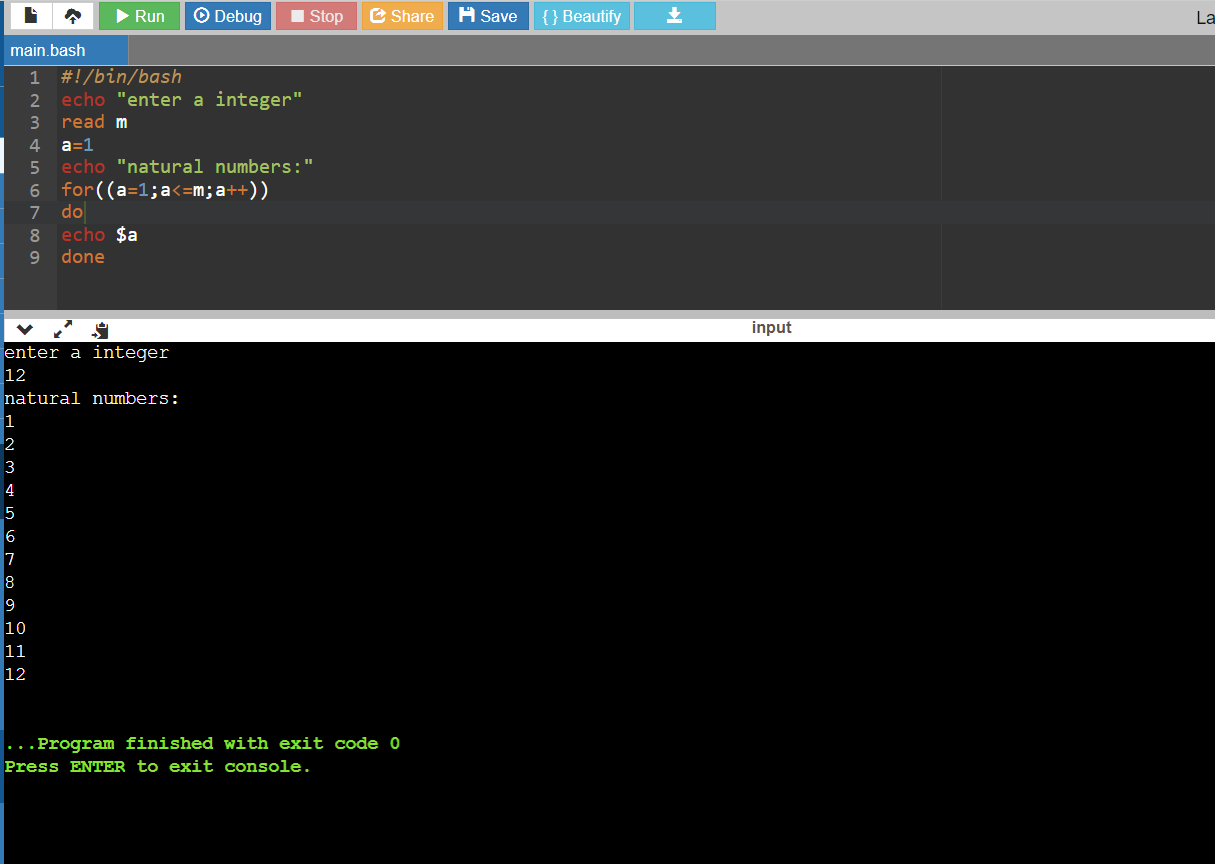 Run Debug Stop Share Save { } Beautify La
main.bash
1 #!/bin/bash
2 echo "enter a integer"
3 read m
4 a=1
5 echo "natural numbers:"
6 for((a=1;a<=m;a++))
7 do
8 echo $a
9 done
input
enter a integer
12
natural numbers:
1
2
3
4
5
6
7
8
9
10
11
12
...Program finished with exit code 0
Press ENTER to exit console.